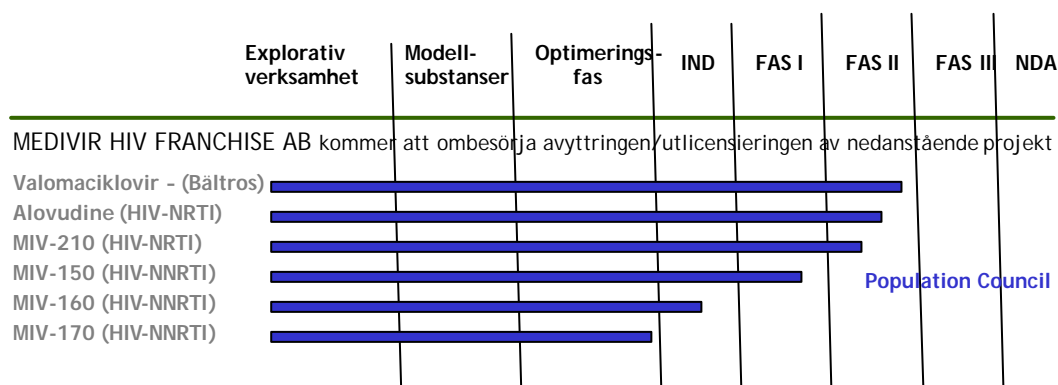 Explorativ verksamhet
Modell- substanser
Optimerings- fas
IND
FAS I
FAS II
FAS III
NDA
MEDIVIR HIV FRANCHISE AB kommer att ombesörja avyttringen/utlicensieringen av nedanstående projekt
Valomaciklovir - (Bältros)
Alovudine (HIV-NRTI)
MIV-210 (HIV-NRTI)
MIV-150 (HIV-NNRTI)
Population Council
MIV-160 (HIV-NNRTI)
MIV-170 (HIV-NNRTI)